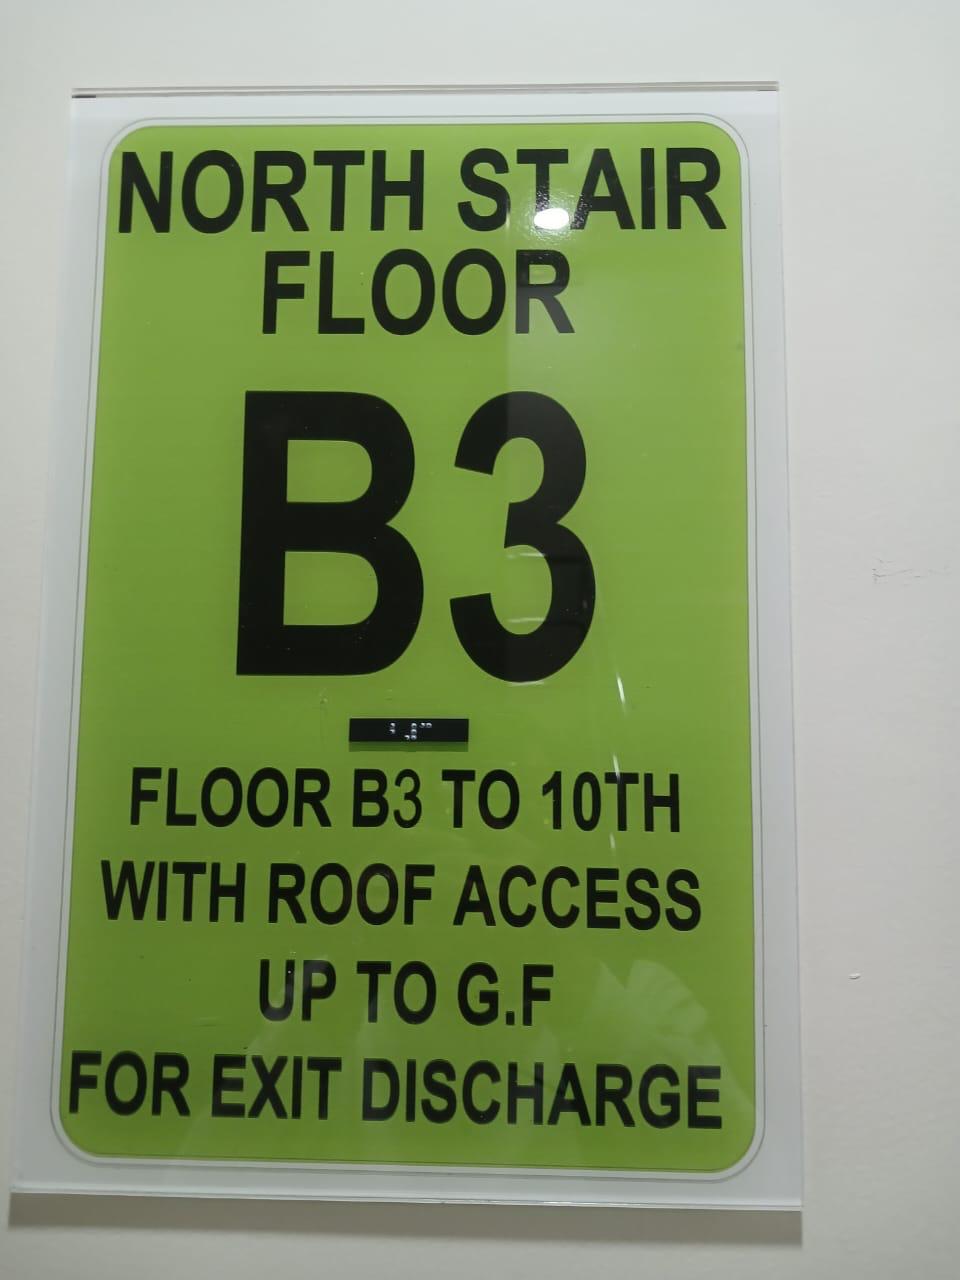 NORTH STAIR
FLOOR
B3
FLOOR B3 TO 10TH
WITH ROOF ACCESS
UP TO G.F
FOR EXIT DISCHARGE